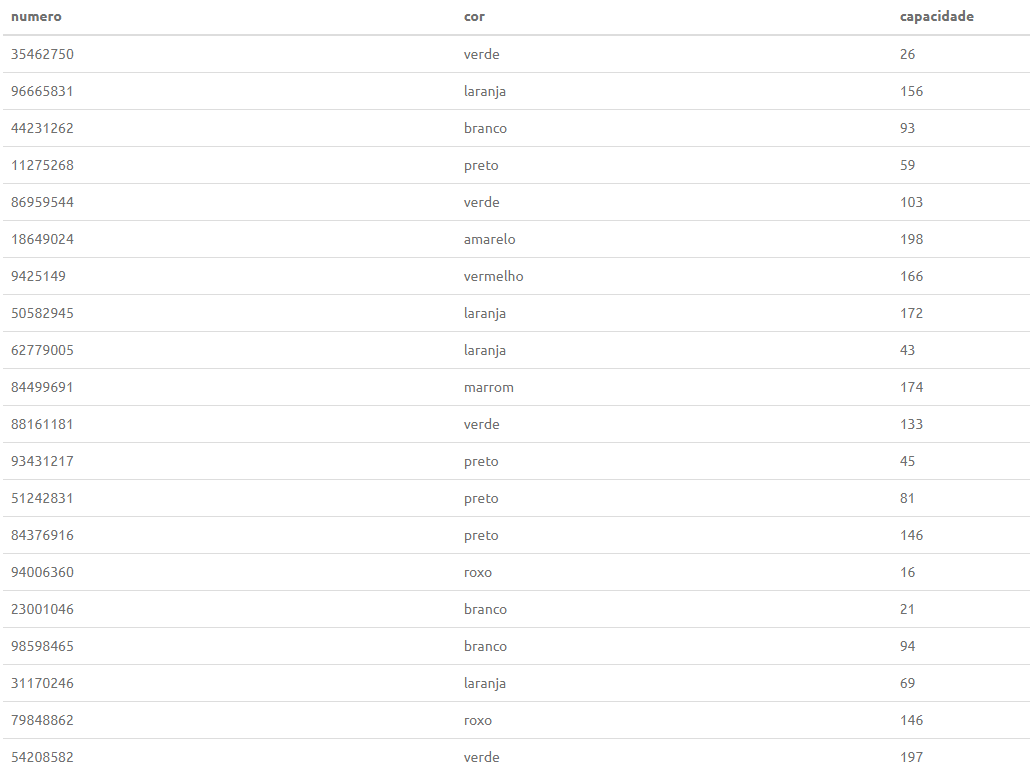 numero cor capacidade
35462750 verde 26
96665831 laranja 156
44231262 branco 93
11275268 preto 59
86959544 verde 103
18649024 amarelo 198
9425149 vermelho 166
50582945 laranja 172
62779005 laranja 43
84499691 marrom 174
88161181 verde 133
93431217 preto 45
51242831 preto 81
84376916 preto 146
94006360 roxo 16
23001046 branco 21
98598465 branco 94
31170246 laranja 69
79848862 roxo 146
54208582 verde 197